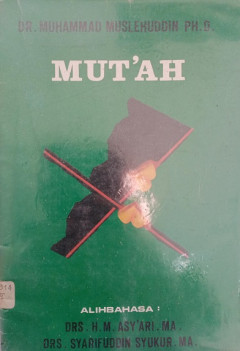 DR. MUHAMMAD MUSLEHUDDIN PH.D.
MUT'AH
ALIHBAHASA :
DRS. H.M. ASY'ARI. MA.
DRS. SYARIFUDDIN SYUKUR. MA.